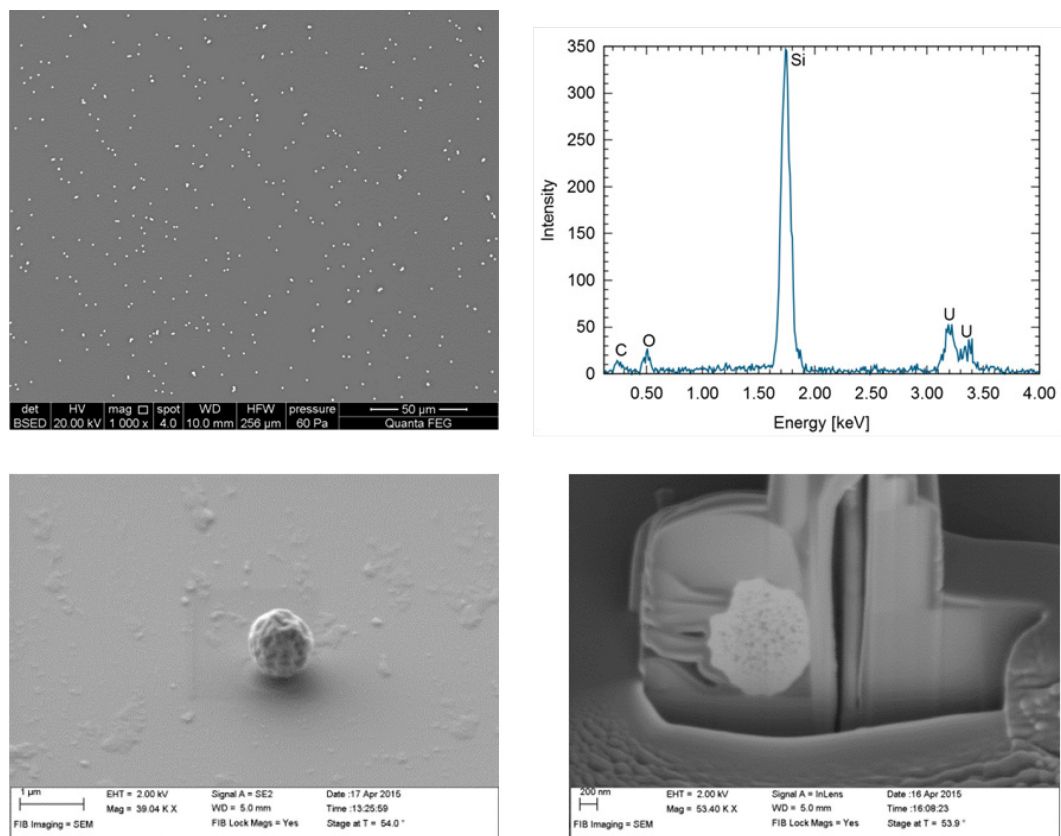 det HV mag spot WD HFW pressure 50 µm
BSED 20.00 kV 1 000 x 4.0 10.0 mm 256 µm 60 Pa Quanta FEG
350
300
250
200
150
100
50
0
Intensity
Si
C
O
U
U
0.50 1.00 1.50 2.00 2.50 3.00 3.50 4.00
Energy [keV]
1 µm EHT = 2.00 kV Signal A = SE2 Date :17 Apr 2015
Mag = 39.04 K X WD = 5.0 mm Time :13:25:59
FIB Imaging = SEM FIB Lock Mags = Yes Stage at T = 54.0 °
200 nm EHT = 2.00 kV Signal A = InLens Date :16 Apr 2015
Mag = 53.40 K X WD = 5.0 mm Time :16:08:23
FIB Imaging = SEM FIB Lock Mags = Yes Stage at T = 53.9 °